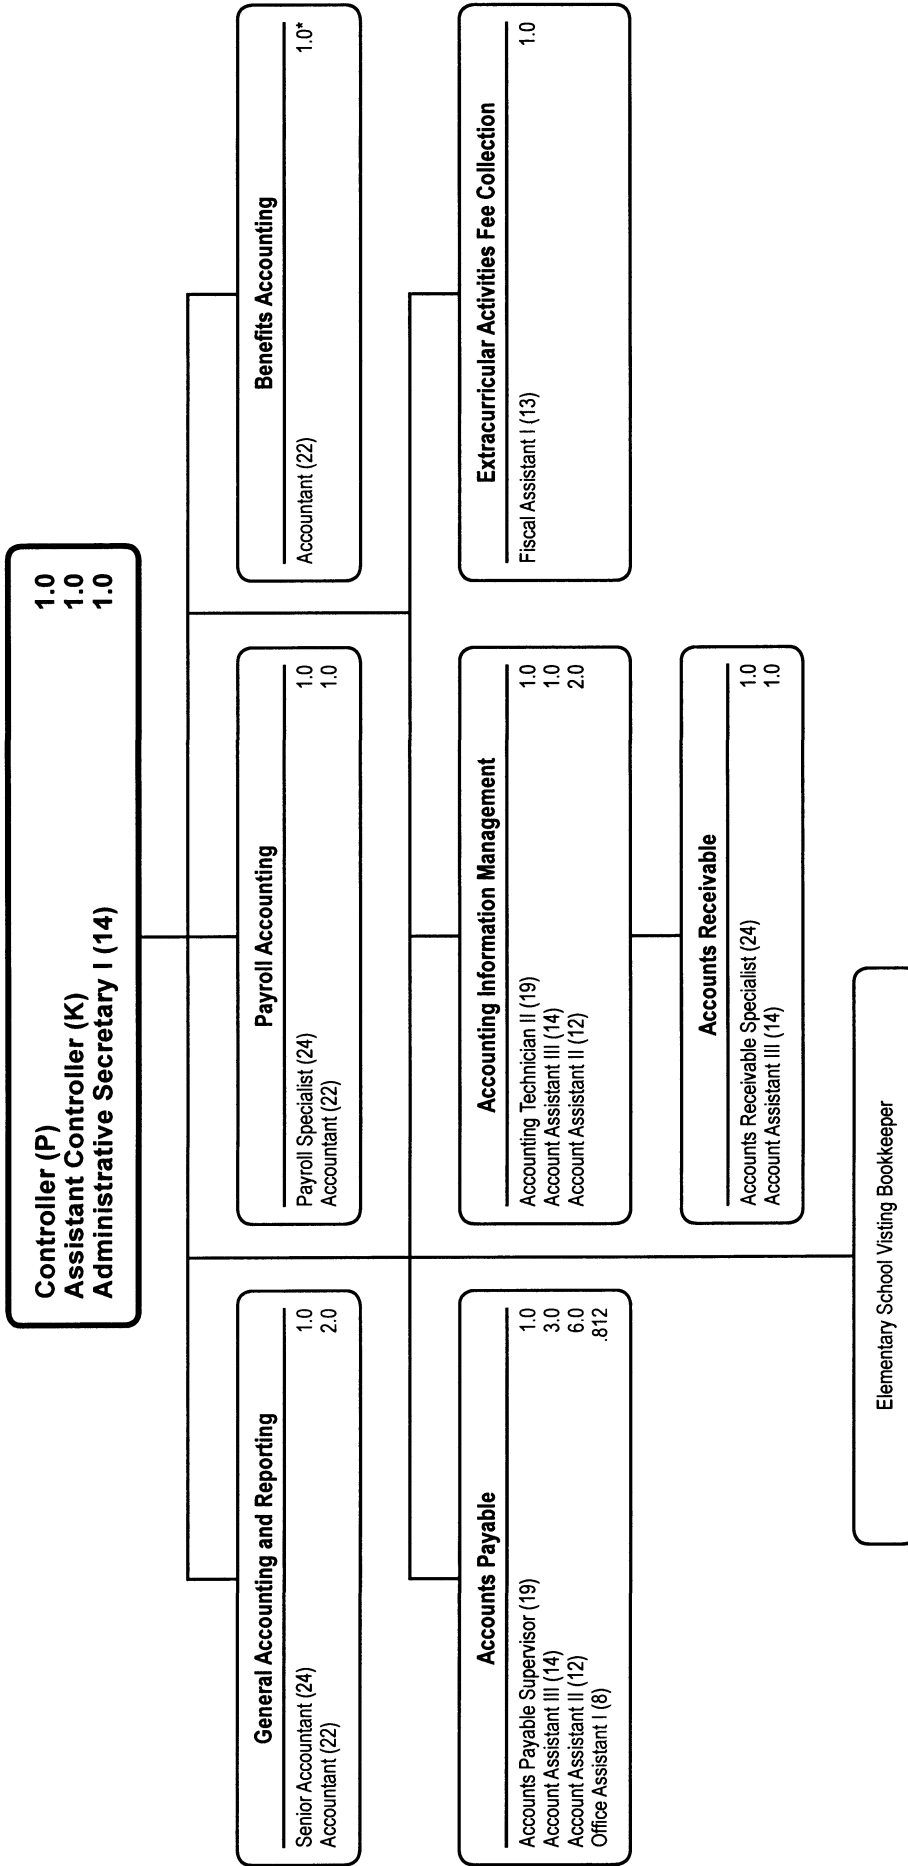 Controller (P) 1.0
Assistant Controller (K) 1.0
Administrative Secretary I (14) 1.0
General Accounting and Reporting
Senior Accountant (24) 1.0
Accountant (22) 2.0
Payroll Accounting
Payroll Specialist (24) 1.0
Accountant (22) 1.0
Benefits Accounting
Accountant (22) 1.0*
Accounts Payable
Accounts Payable Supervisor (19) 1.0
Account Assistant III (14) 3.0
Account Assistant II (12) 6.0
Office Assistant I (8) .812
Accounting Information Management
Accounting Technician II (19) 1.0
Account Assistant III (14) 1.0
Account Assistant II (12) 2.0
Extracurricular Activities Fee Collection
Fiscal Assistant I (13) 1.0
Accounts Receivable
Accounts Receivable Specialist (24) 1.0
Account Assistant III (14) 1.0
Elementary School Visting Bookkeeper